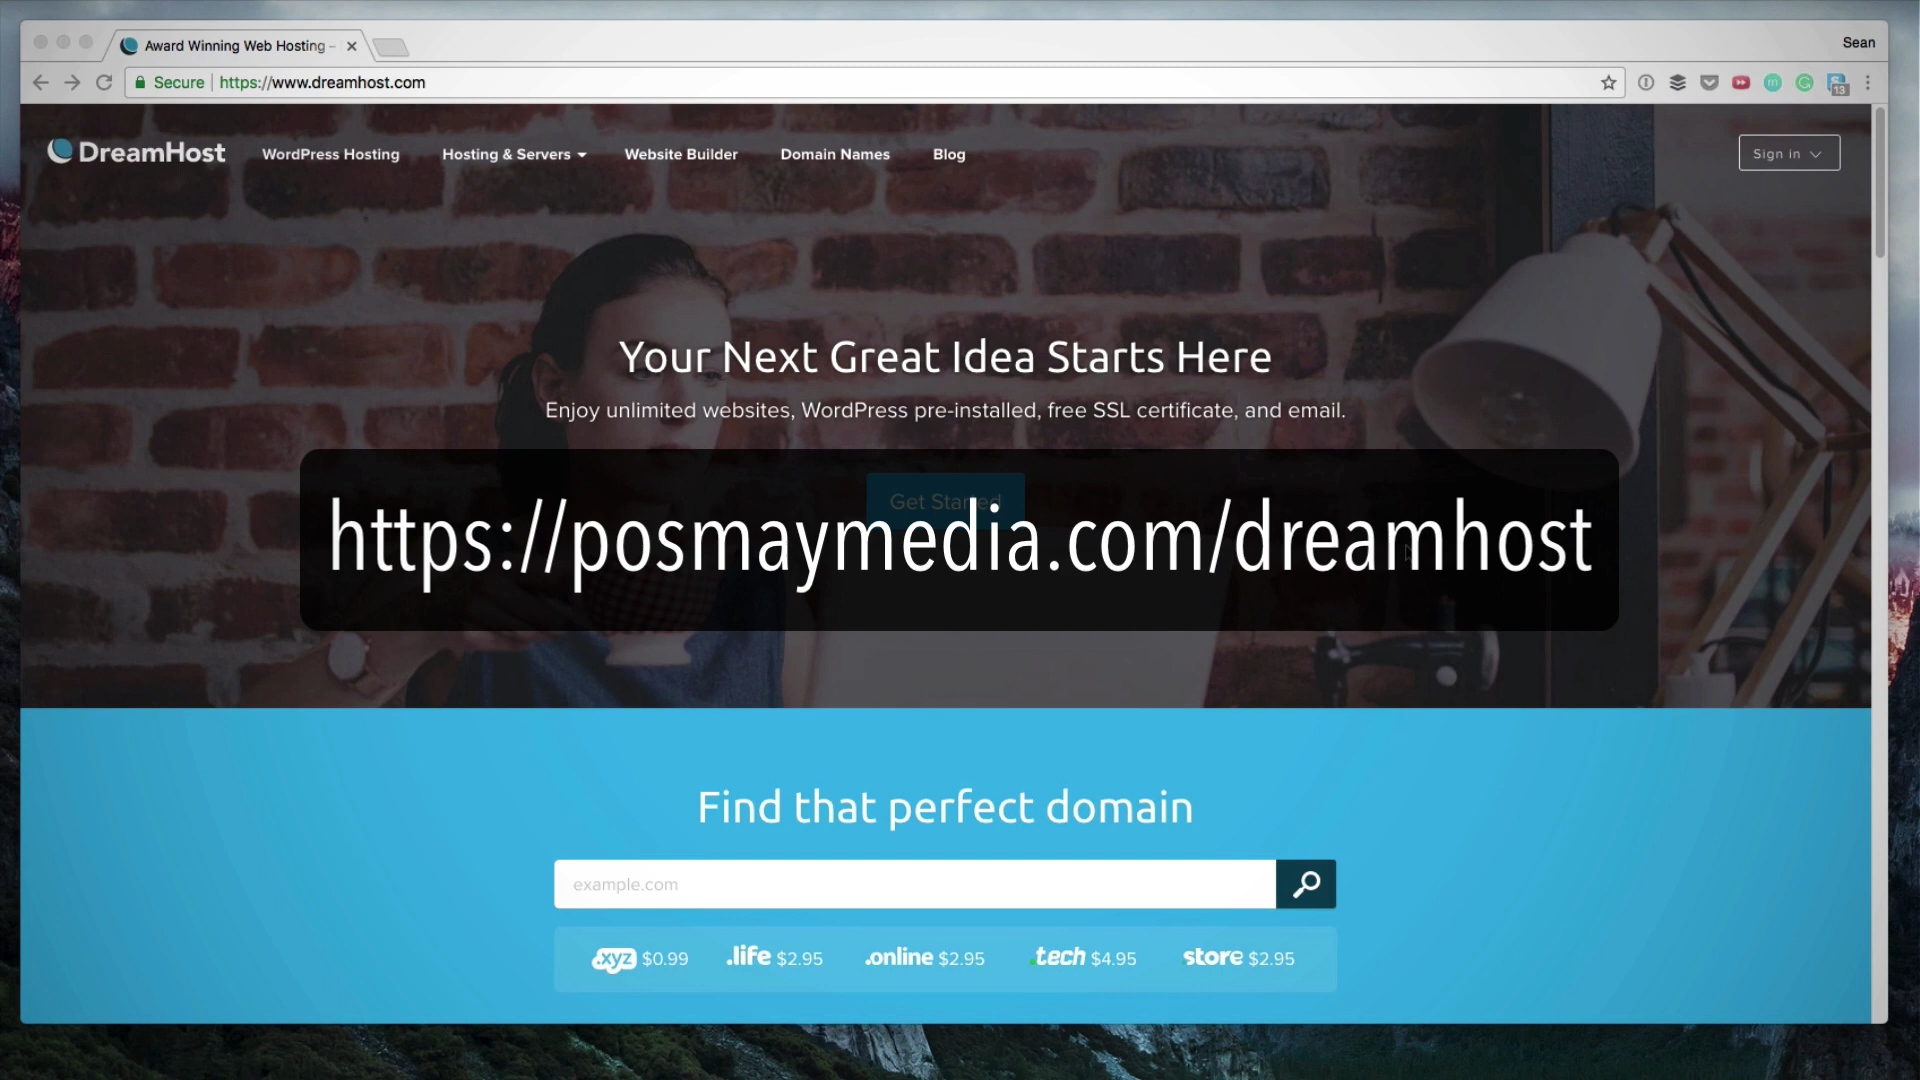 Award Winning Web Hosting –
Sean
Secure
https://www.dreamhost.com
13
DreamHost
WordPress Hosting
Hosting & Servers
Website Builder
Domain Names
Blog
Sign in
Your Next Great Idea Starts Here
Enjoy unlimited websites, WordPress pre-installed, free SSL certificate, and email.
Get Started
https://posmaymedia.com/dreamhost
Find that perfect domain
example.com
.xyz $0.99
.life $2.95
.online $2.95
.tech $4.95
.store $2.95